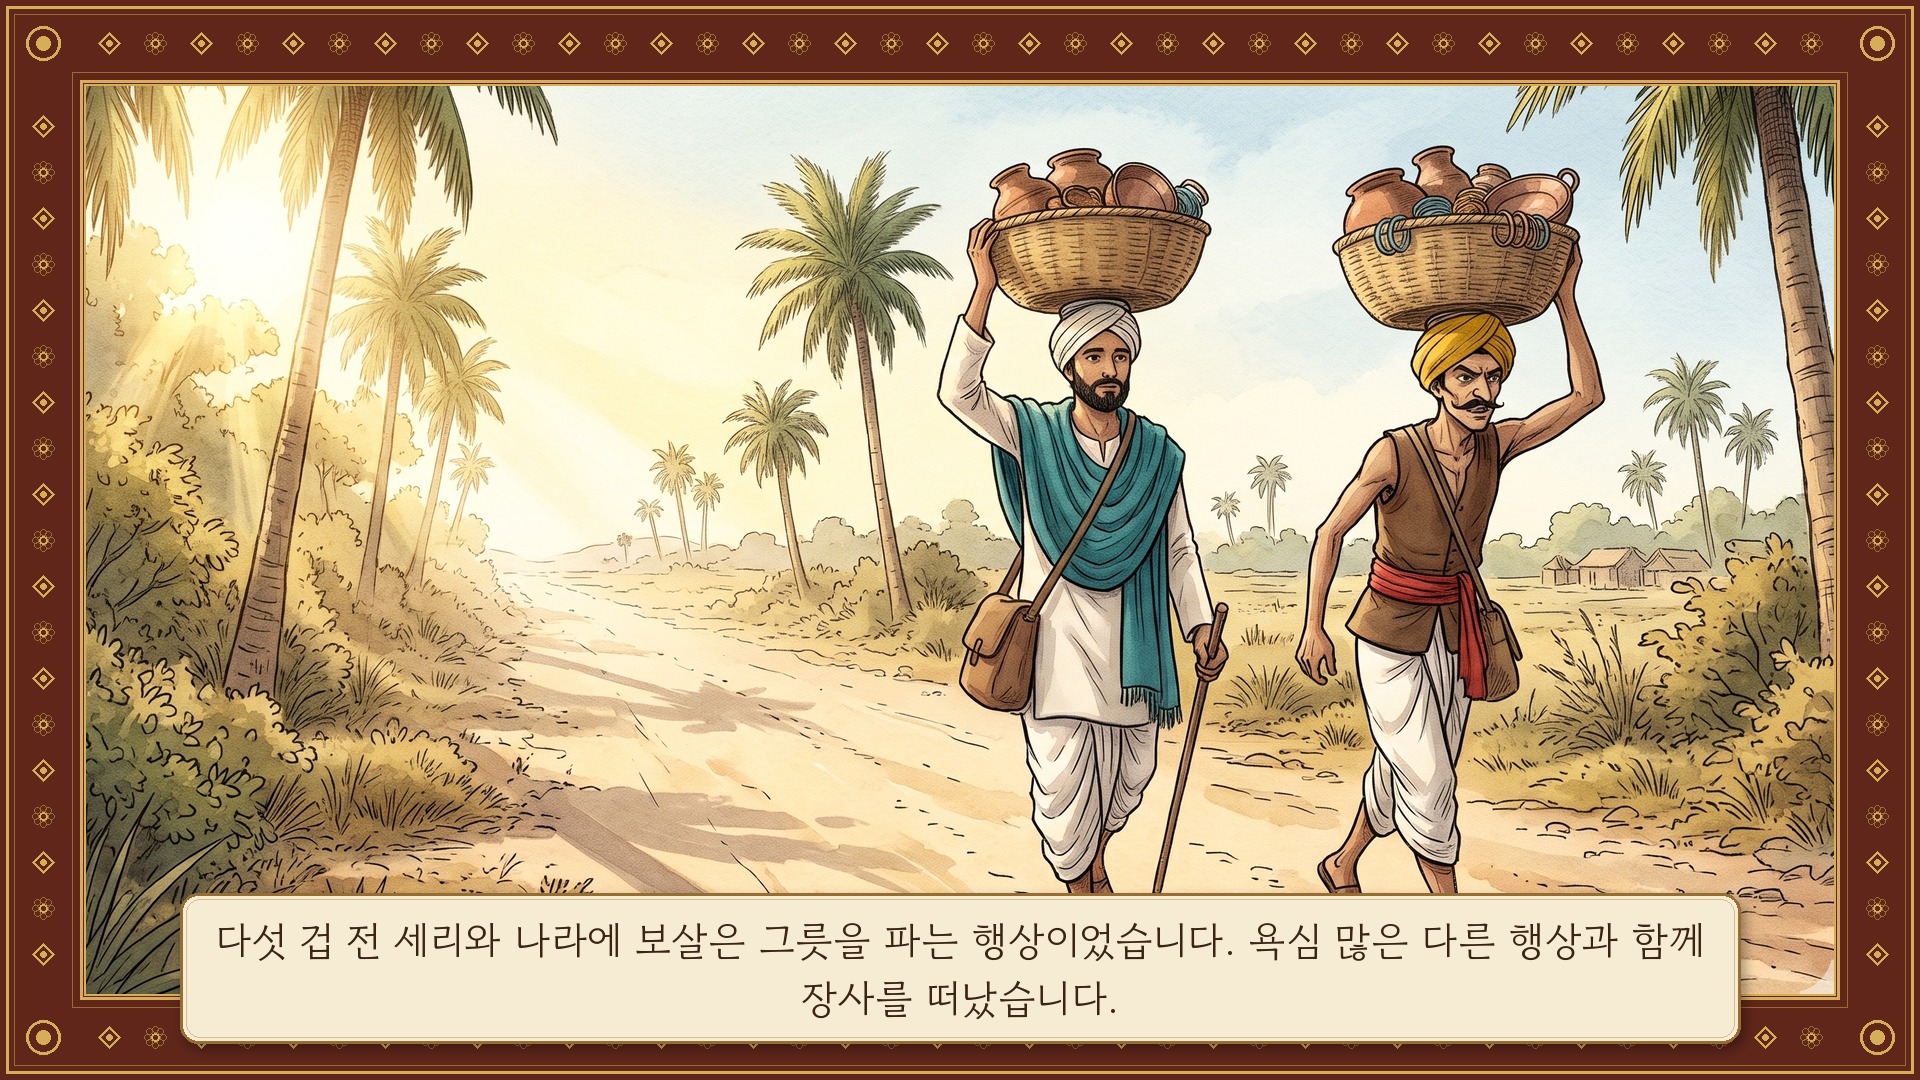 다섯 겁 전 세리와 나라에 보살은 그릇을 파는 행상이었습니다. 욕심 많은 다른 행상과 함께
장사를 떠났습니다.